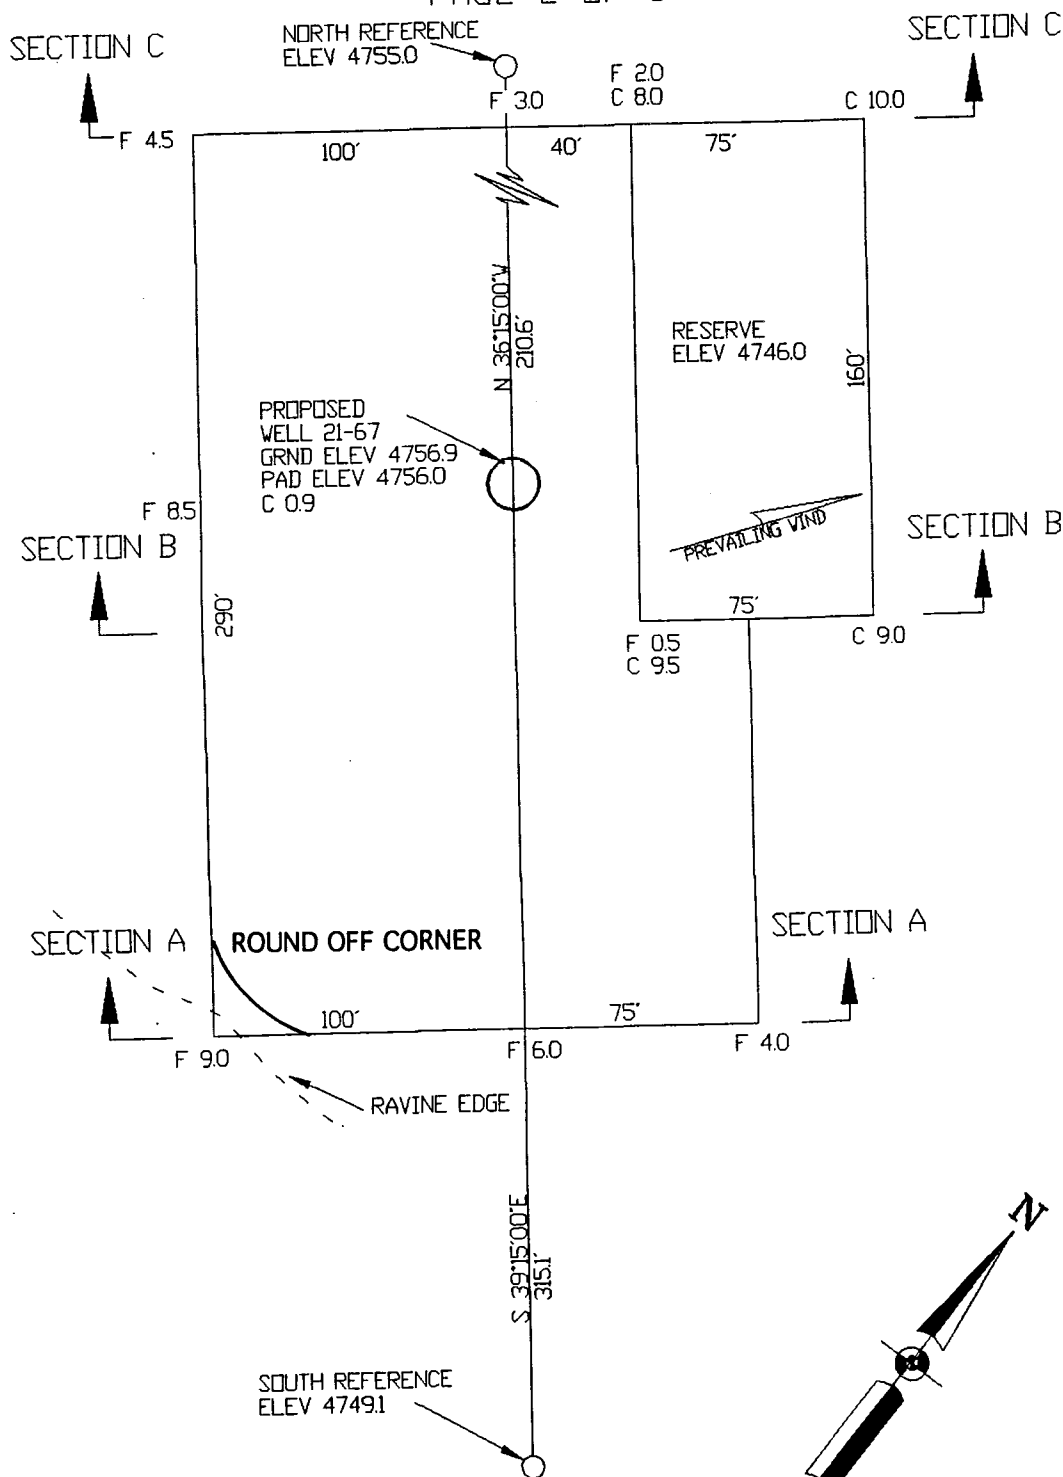 SECTION C
NORTH REFERENCE
ELEV 4755.0
SECTION C
F 2.0
C 8.0
F 3.0
C 10.0
F 4.5
100'
40'
75'
N 36°15'00"W
210.6'
RESERVE
ELEV 4746.0
160'
PROPOSED
WELL 21-67
GRND ELEV 4756.9
PAD ELEV 4756.0
C 0.9
F 8.5
SECTION B
PREVAILING WIND
SECTION B
290'
75'
F 0.5
C 9.5
C 9.0
SECTION A
ROUND OFF CORNER
SECTION A
100'
75'
F 9.0
F 6.0
F 4.0
RAVINE EDGE
S 39°15'00"E
315.1'
N
SOUTH REFERENCE
ELEV 4749.1